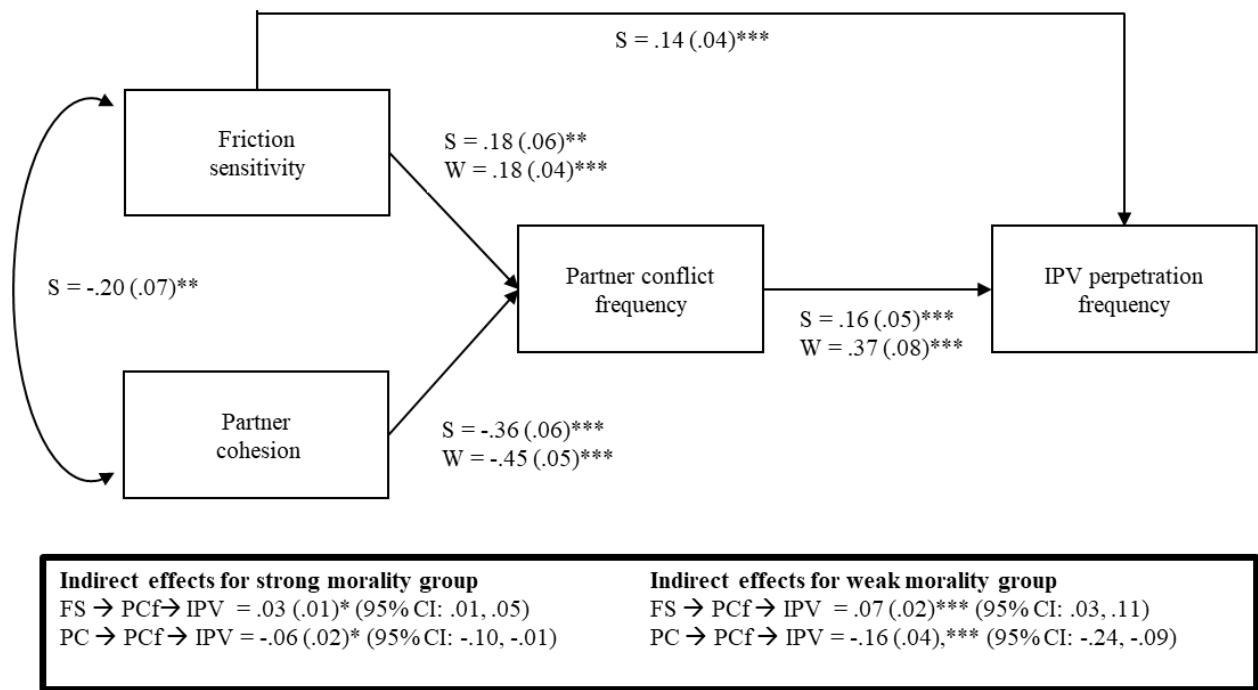 S = .14 (.04)***
Friction
sensitivity
S = .18 (.06)**
W = .18 (.04)***
S = -.20 (.07)**
Partner conflict
frequency
IPV perpetration
frequency
S = .16 (.05)***
W = .37 (.08)***
Partner
cohesion
S = -.36 (.06)***
W = -.45 (.05)***
Indirect effects for strong morality group
FS → PCf→ IPV = .03 (.01)* (95% CI: .01, .05)
PC → PCf→ IPV = -.06 (.02)* (95% CI: -.10, -.01)
Indirect effects for weak morality group
FS → PCf→ IPV = .07 (.02)*** (95% CI: .03, .11)
PC → PCf→ IPV = -.16 (.04),*** (95% CI: -.24, -.09)